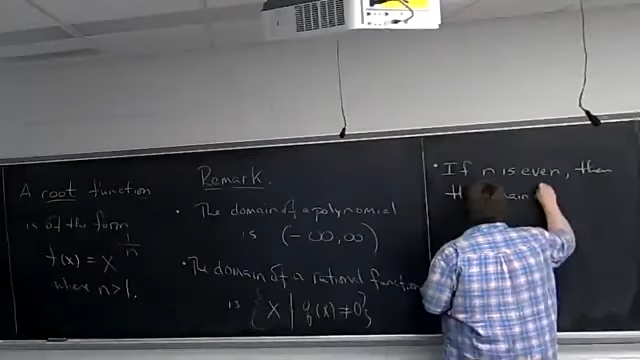 A root function
is of the form
f(x) = x^{1/n}
where n>1.
Remark.
• The domain of a polynomial
is (-∞,∞)
• The domain of a rational function
is {x | q(x) ≠ 0}
• If n is even, then